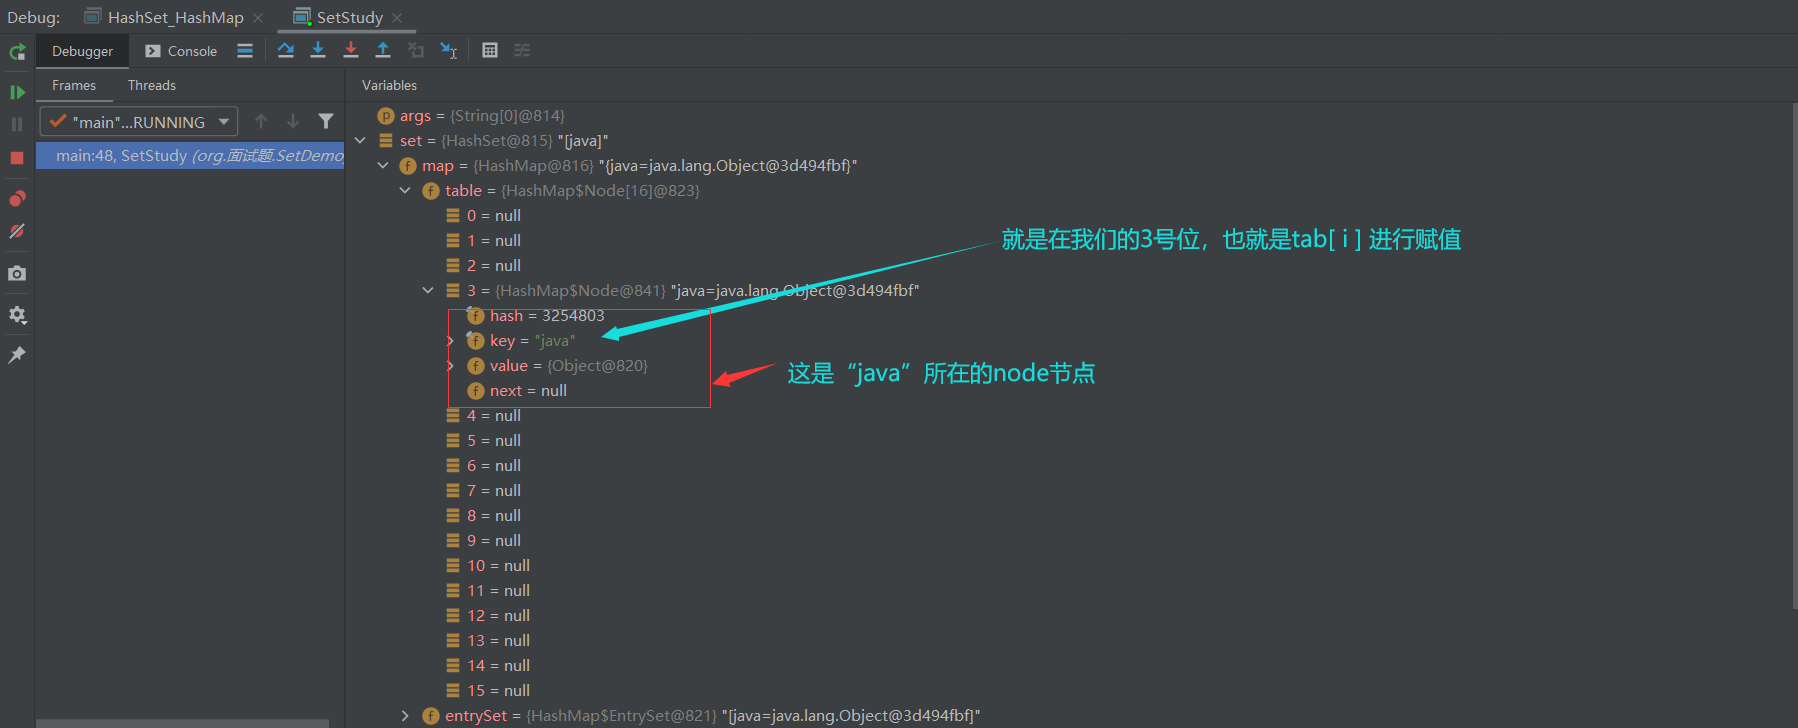 Debug: HashSet_HashMap SetStudy
Debugger Console
Frames Threads
Variables
"main"...RUNNING
main:48, SetStudy (org.面试题.SetDemo
args = {String[0]@814}
set = {HashSet@815} "[java]"
map = {HashMap@816} "{java=java.lang.Object@3d494fbf}"
table = {HashMap$Node[16]@823}
0 = null
1 = null
2 = null
就是在我们的3号位，也就是tab[ i ] 进行赋值
3 = {HashMap$Node@841} "java=java.lang.Object@3d494fbf"
hash = 3254803
key = "java"
value = {Object@820}
这是“java”所在的node节点
next = null
4 = null
5 = null
6 = null
7 = null
8 = null
9 = null
10 = null
11 = null
12 = null
13 = null
14 = null
15 = null
entrySet = {HashMap$EntrySet@821} "[java=java.lang.Object@3d494fbf]"